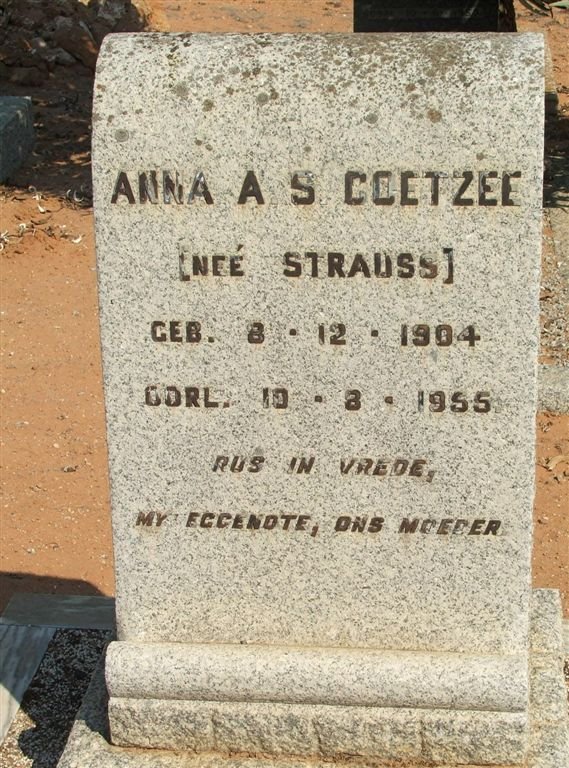 ANNA A S COETZEE
[NEÉ STRAUSS]
GEB. 8 · 12 · 1904
OORL. 10 · 8 · 1955
RUS IN VREDE,
MY EGGENOTE, ONS MOEDER